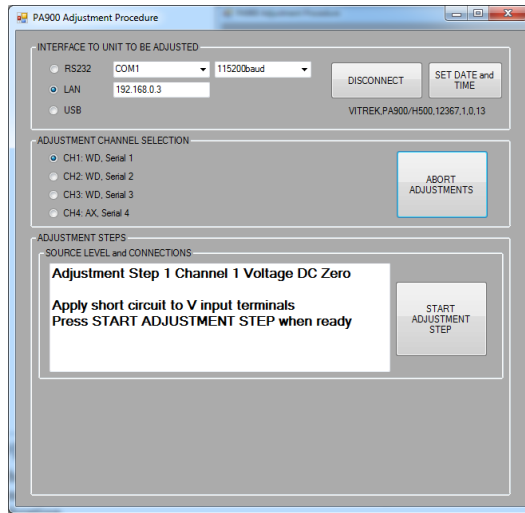 PA900 Adjustment Procedure
INTERFACE TO UNIT TO BE ADJUSTED
RS232
COM1
115200baud
LAN
192.168.0.3
USB
DISCONNECT
SET DATE and
TIME
VITREK,PA900/H500,12367,1,0,13
ADJUSTMENT CHANNEL SELECTION
CH1: WD, Serial 1
CH2: WD, Serial 2
CH3: WD, Serial 3
CH4: AX, Serial 4
ABORT
ADJUSTMENTS
ADJUSTMENT STEPS
SOURCE LEVEL and CONNECTIONS
Adjustment Step 1 Channel 1 Voltage DC Zero
Apply short circuit to V input terminals
Press START ADJUSTMENT STEP when ready
START
ADJUSTMENT
STEP